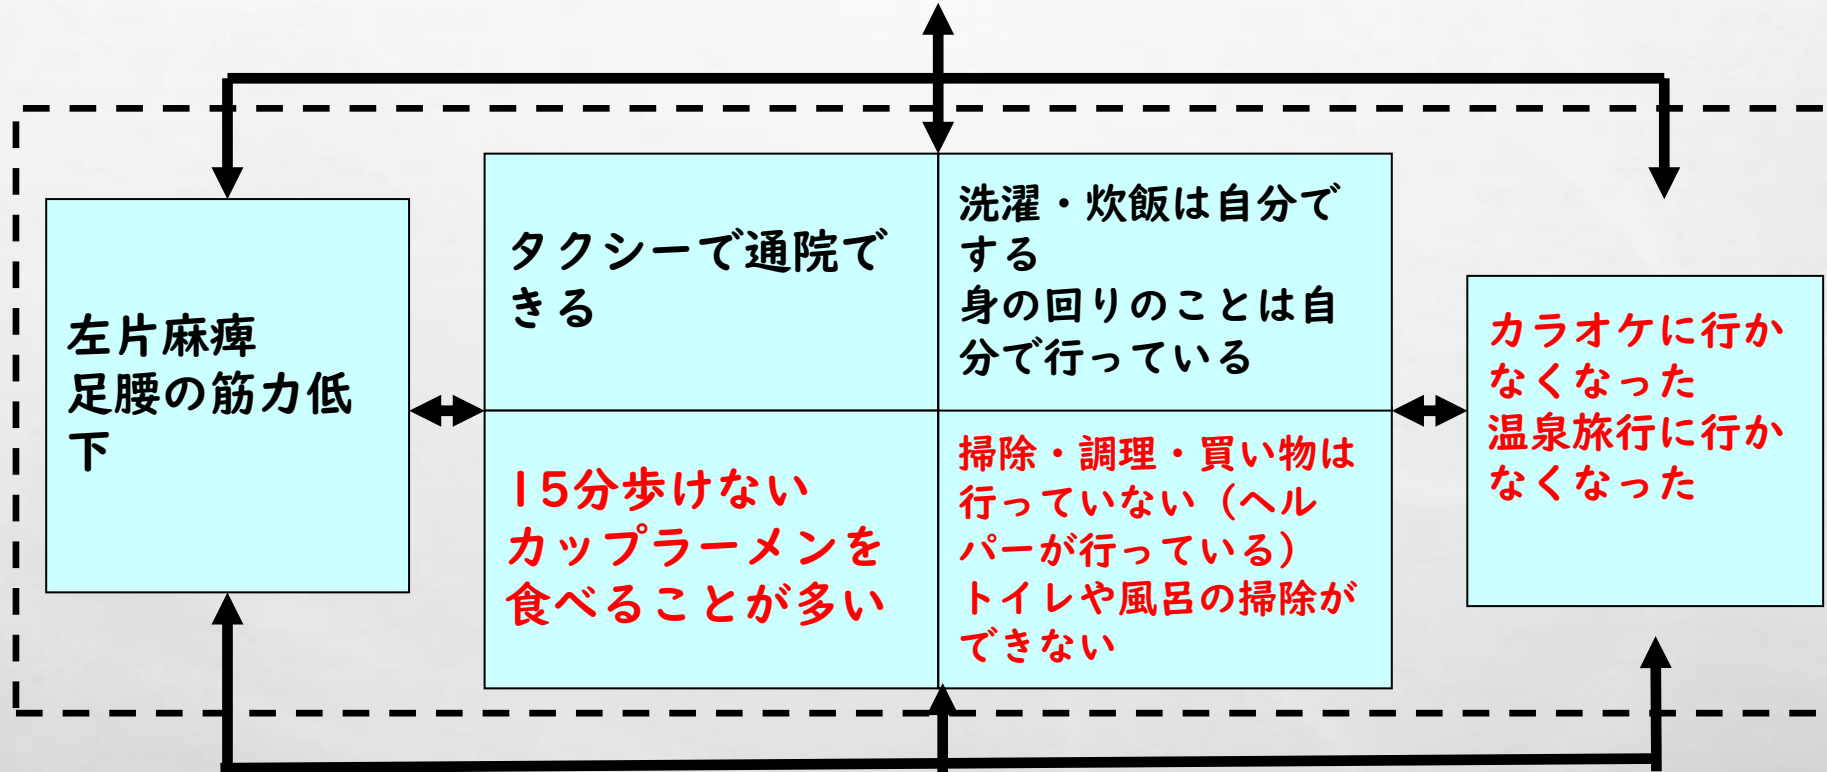 左片麻痺
足腰の筋力低
下
タクシーで通院で
きる
洗濯・炊飯は自分で
する
身の回りのことは自
分で行っている
15分歩けない
カップラーメンを
食べることが多い
掃除・調理・買い物は
行っていない（ヘル
パーが行っている）
トイレや風呂の掃除が
できない
カラオケに行か
なくなった
温泉旅行に行か
なくなった